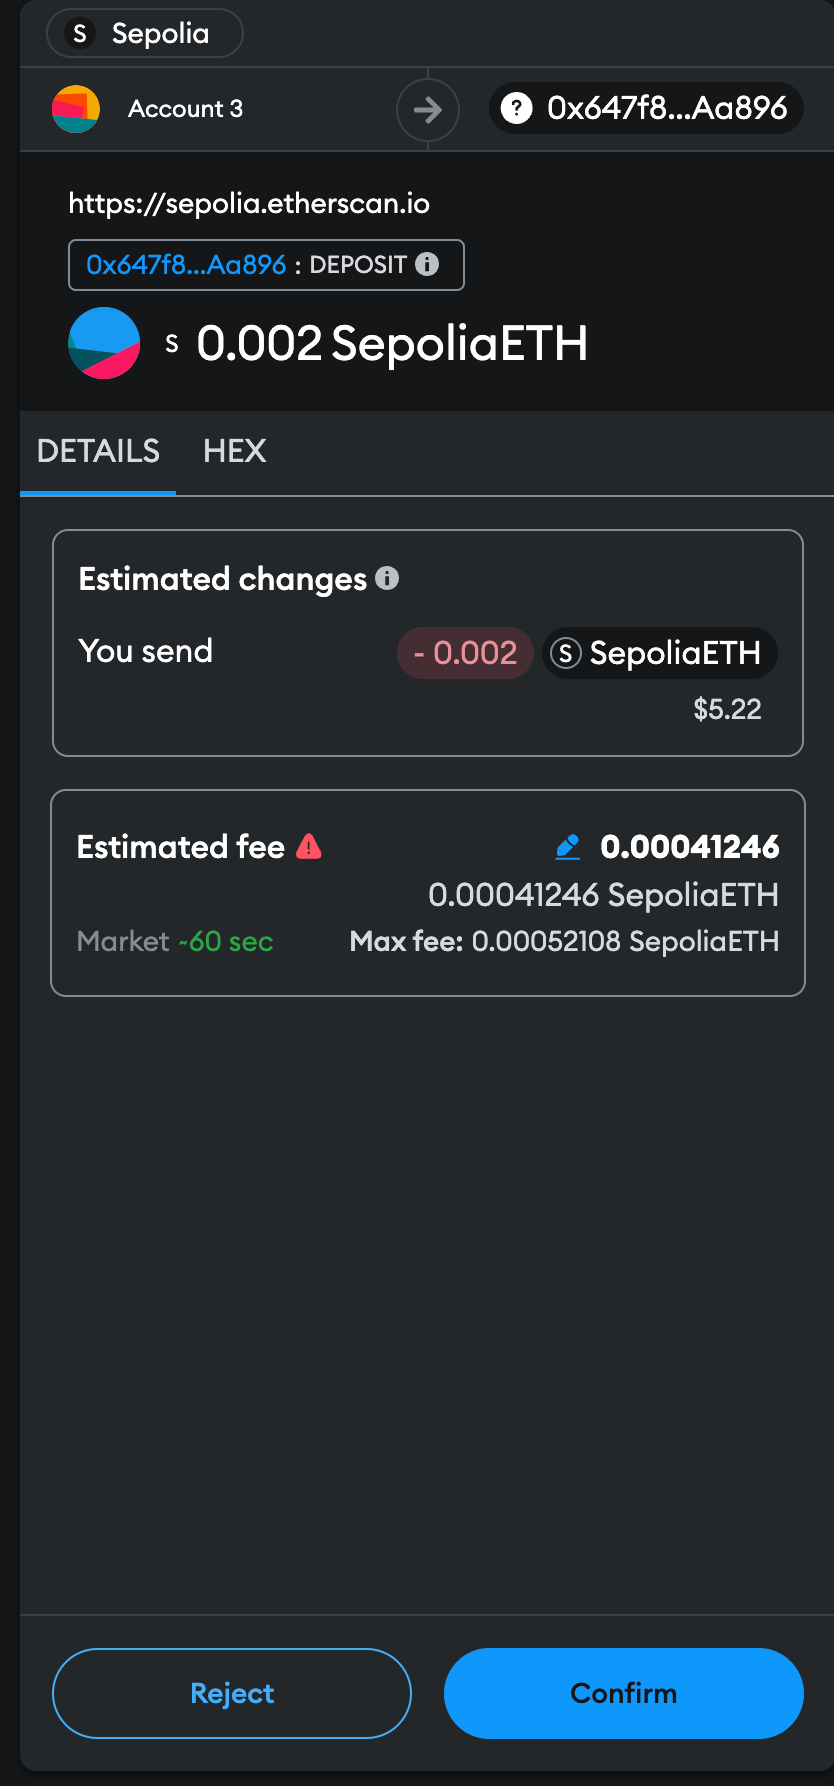 S Sepolia
Account 3
? 0x647f8...Aa896
https://sepolia.etherscan.io
0x647f8...Aa896 : DEPOSIT i
S 0.002 SepoliaETH
DETAILS HEX
Estimated changes i
You send - 0.002 S SepoliaETH
$5.22
Estimated fee ! 0.00041246
0.00041246 SepoliaETH
Market ~60 sec Max fee: 0.00052108 SepoliaETH
Reject Confirm